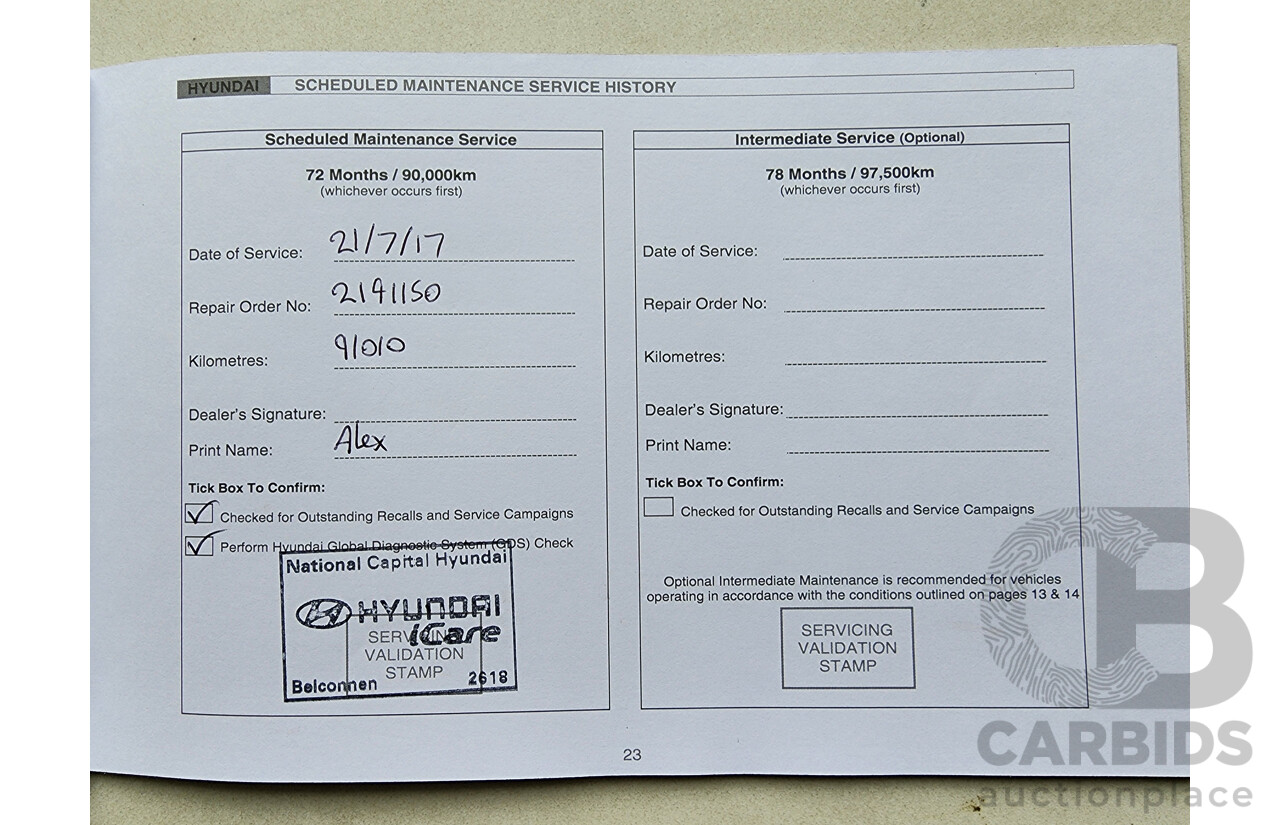 HYUNDAI SCHEDULED MAINTENANCE SERVICE HISTORY
Scheduled Maintenance Service
72 Months / 90,000km
(whichever occurs first)
Date of Service: 21/7/17
Repair Order No: 2191150
Kilometres: 91010
Dealer's Signature:
Print Name: Alex
Tick Box To Confirm:
Checked for Outstanding Recalls and Service Campaigns
Perform Hyundai Global Diagnostic System (GDS) Check
National Capital Hyundai
HYUNDAI
iCare
SERVICING
VALIDATION
STAMP
Belconnen 2618
Intermediate Service (Optional)
78 Months / 97,500km
(whichever occurs first)
Date of Service:
Repair Order No:
Kilometres:
Dealer's Signature:
Print Name:
Tick Box To Confirm:
Checked for Outstanding Recalls and Service Campaigns
Optional Intermediate Maintenance is recommended for vehicles
operating in accordance with the conditions outlined on pages 13 & 14
SERVICING
VALIDATION
STAMP
23
CB
CARBIDS
auctionplace